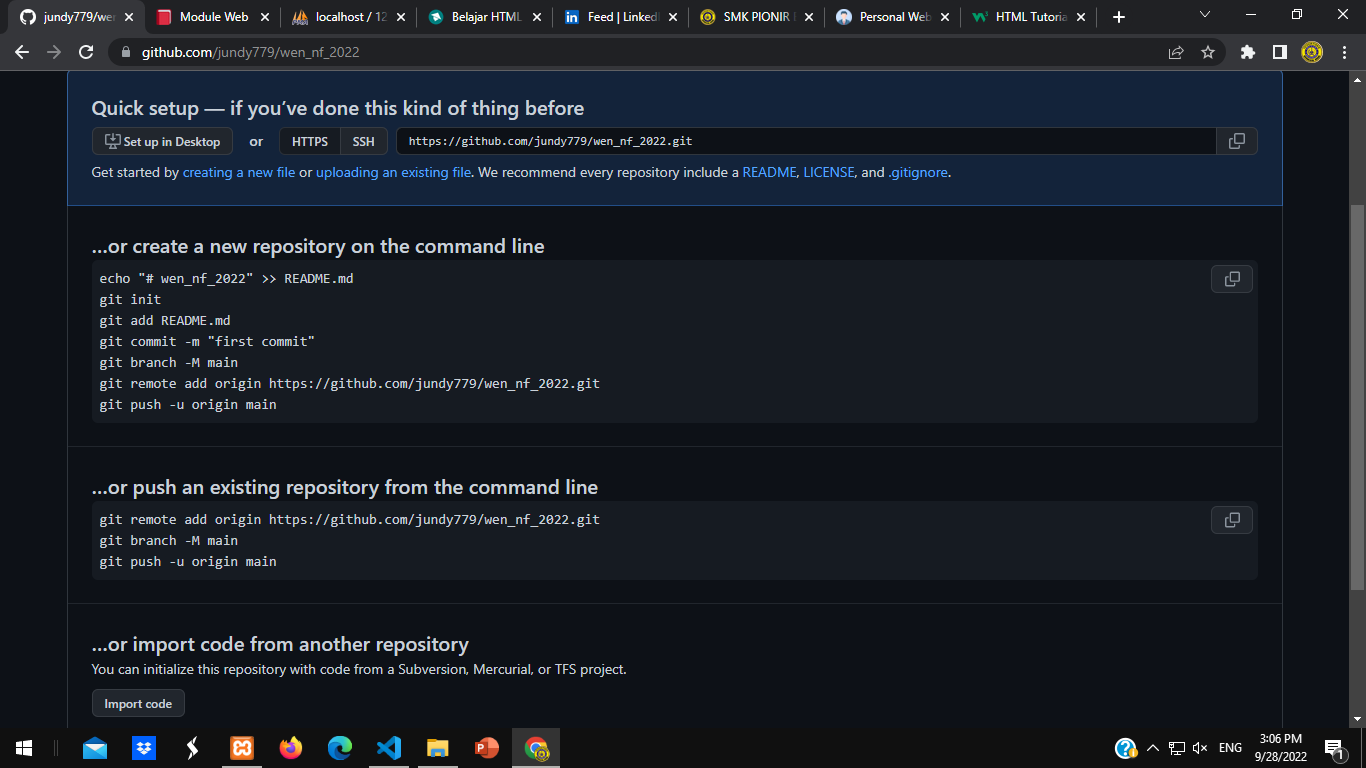 jundy779/wen
Module Web
localhost / 12
Belajar HTML
Feed | LinkedI
SMK PIONIR
Personal Web
HTML Tutoria
github.com/jundy779/wen_nf_2022
Quick setup — if you’ve done this kind of thing before
Set up in Desktop or HTTPS SSH https://github.com/jundy779/wen_nf_2022.git
Get started by creating a new file or uploading an existing file. We recommend every repository include a README, LICENSE, and .gitignore.
…or create a new repository on the command line
echo "# wen_nf_2022" >> README.md
git init
git add README.md
git commit -m "first commit"
git branch -M main
git remote add origin https://github.com/jundy779/wen_nf_2022.git
git push -u origin main
…or push an existing repository from the command line
git remote add origin https://github.com/jundy779/wen_nf_2022.git
git branch -M main
git push -u origin main
…or import code from another repository
You can initialize this repository with code from a Subversion, Mercurial, or TFS project.
Import code
ENG
3:06 PM
9/28/2022
1